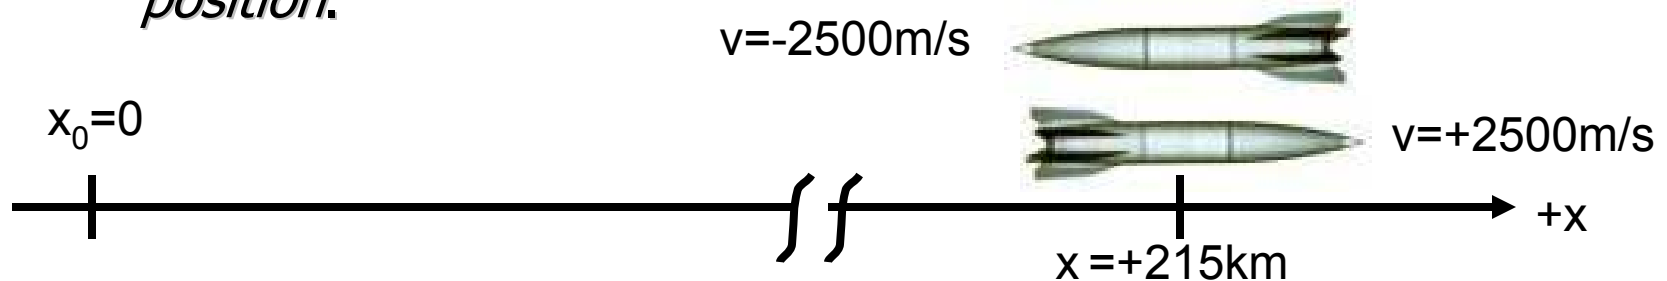 position.
v=-2500m/s
x₀=0
v=+2500m/s
+x
x =+215km